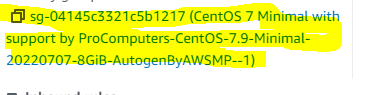 sg-04145c3321c5b1217 (CentOS 7 Minimal with
support by ProComputers-CentOS-7.9-Minimal-
20220707-8GiB-AutogenByAWSMP--1)